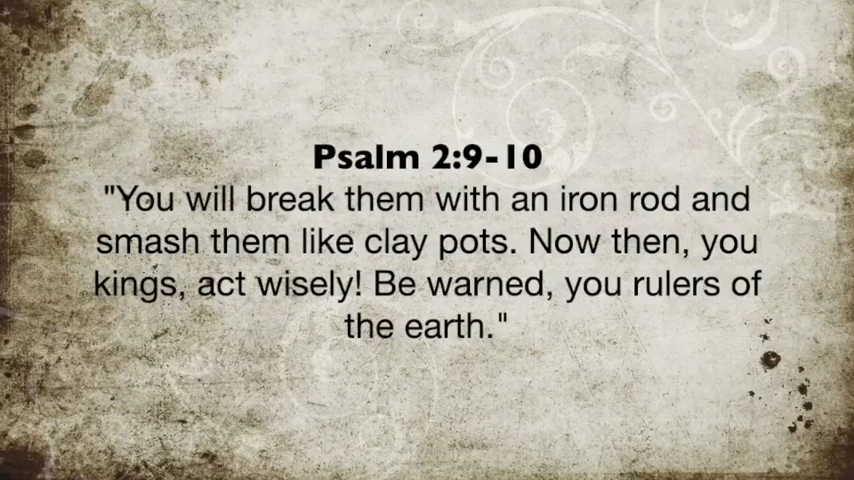 Psalm 2:9-10
"You will break them with an iron rod and
smash them like clay pots. Now then, you
kings, act wisely! Be warned, you rulers of
the earth."